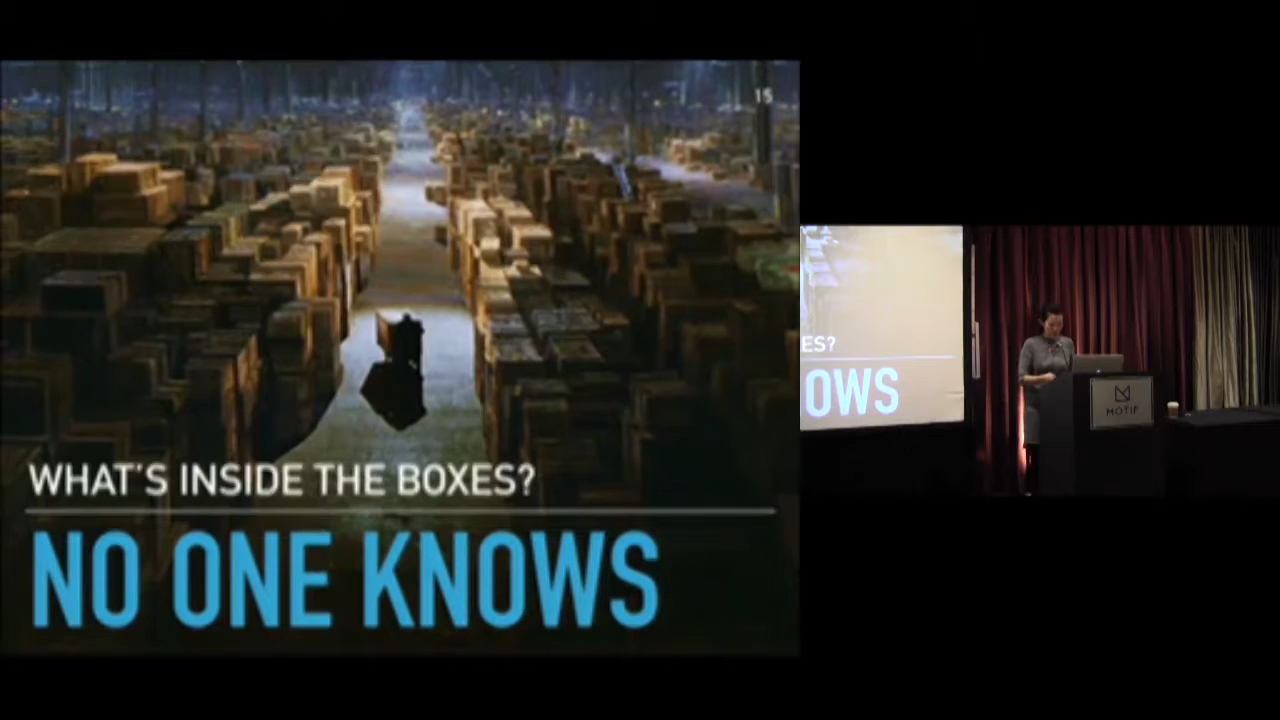 15
WHAT'S INSIDE THE BOXES?
NO ONE KNOWS
ES?
OWS
MOTIF